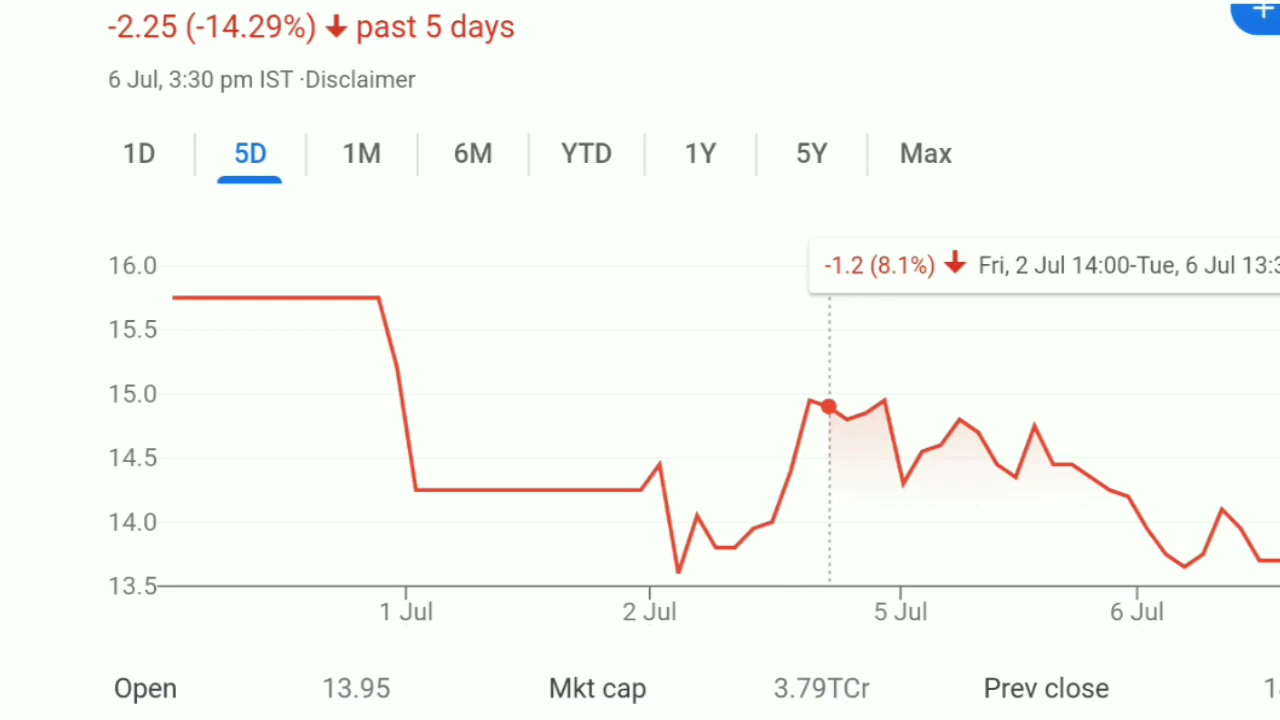 -2.25 (-14.29%) ↓ past 5 days
6 Jul, 3:30 pm IST ·Disclaimer
1D 5D 1M 6M YTD 1Y 5Y Max
-1.2 (8.1%) ↓ Fri, 2 Jul 14:00-Tue, 6 Jul 13:3
16.0
15.5
15.0
14.5
14.0
13.5
1 Jul 2 Jul 5 Jul 6 Jul
Open 13.95 Mkt cap 3.79TCr Prev close